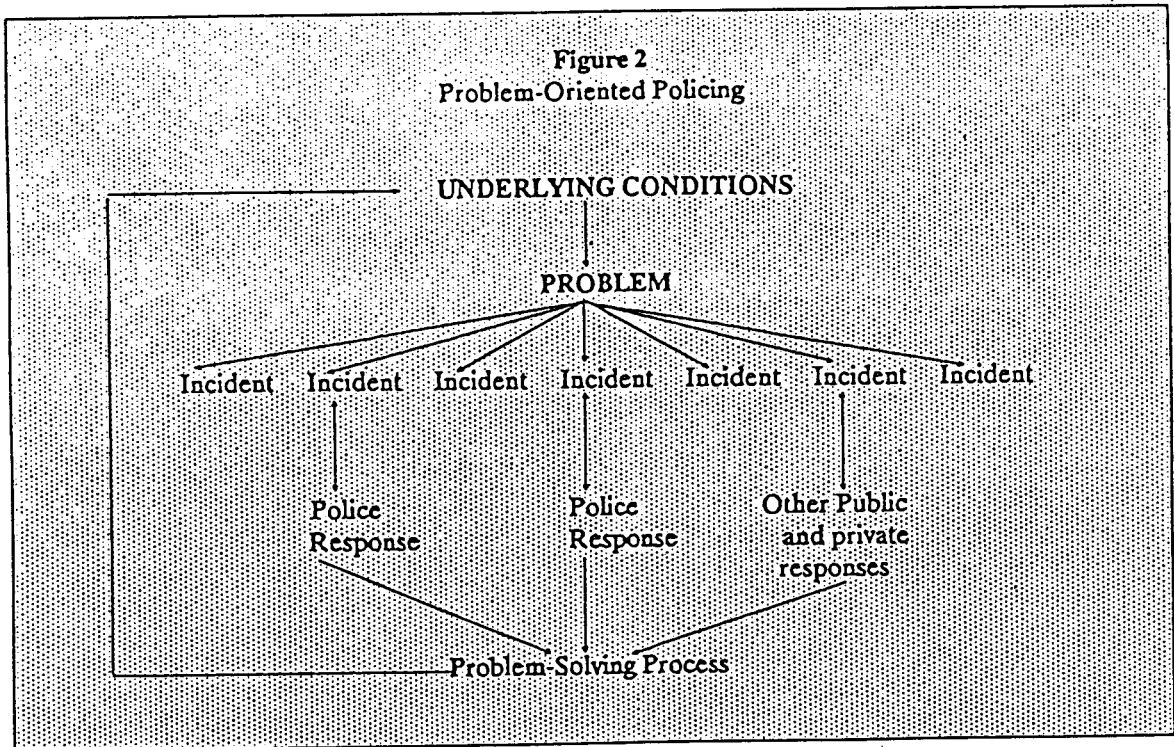 Figure 2
Problem-Oriented Policing
UNDERLYING CONDITIONS
PROBLEM
Incident Incident Incident Incident Incident Incident Incident
Police
Response
Police
Response
Other Public
and private
responses
Problem-Solving Process